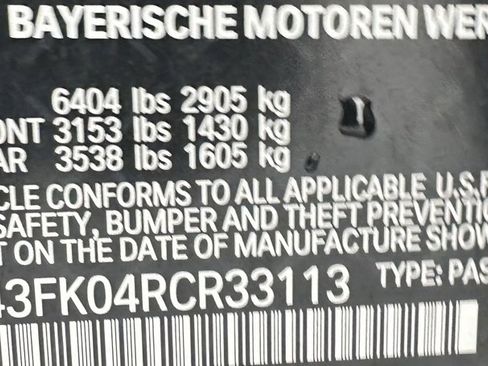 BAYERISCHE MOTOREN WER
6404 lbs 2905 kg
ONT 3153 lbs 1430 kg
AR 3538 lbs 1605 kg
CLE CONFORMS TO ALL APPLICABLE U.S.F
SAFETY, BUMPER AND THEFT PREVENTIO
T ON THE DATE OF MANUFACTURE SHOW
43FK04RCR33113 TYPE: PAS